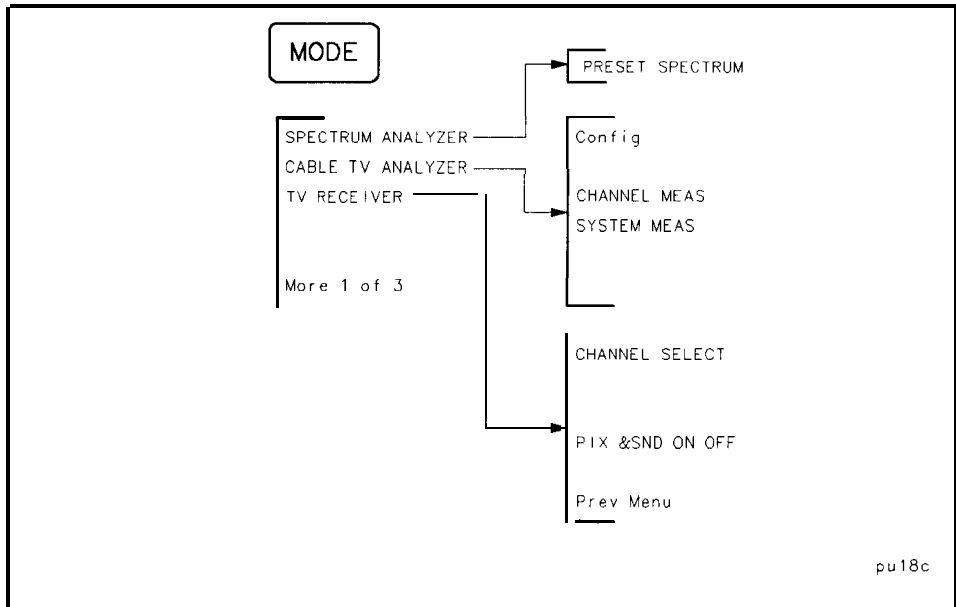 MODE
PRESET SPECTRUM
SPECTRUM ANALYZER
CABLE TV ANALYZER
TV RECEIVER
More 1 of 3
Config
CHANNEL MEAS
SYSTEM MEAS
CHANNEL SELECT
PIX &SND ON OFF
Prev Menu
pu18c